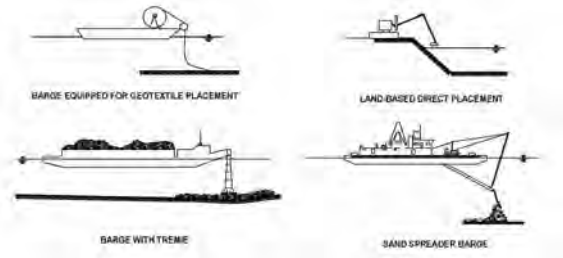 BARGE EQUIPPED FOR GEOTEXTILE PLACEMENT
LAND-BASED DIRECT PLACEMENT
BARGE WITH TREMIE
SAND SPREADER BARGE